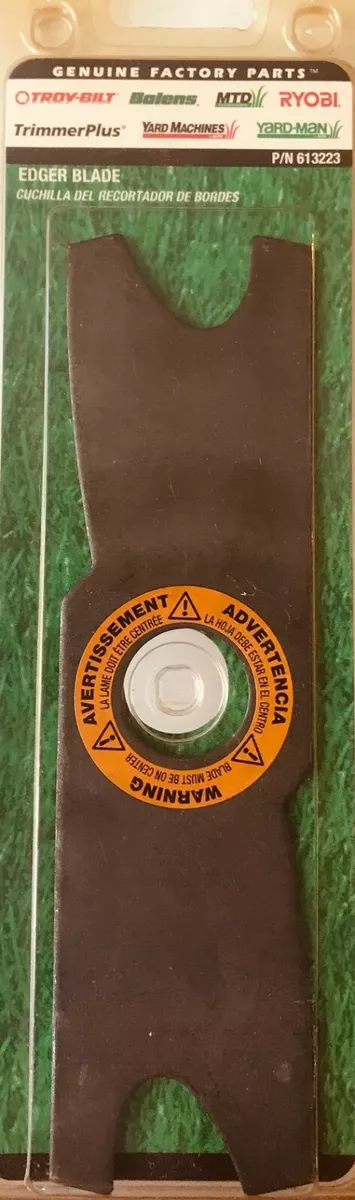 GENUINE FACTORY PARTS™
TROY-BILT® Bolens® MTD RYOBI
TrimmerPlus® YARD MACHINES YARD-MAN
P/N 613223
EDGER BLADE
CUCHILLA DEL RECORTADOR DE BORDES
AVERTISSEMENT
LA LAME DOIT ÊTRE CENTRÉE
ADVERTENCIA
LA HOJA DEBE ESTAR EN EL CENTRO
WARNING
BLADE MUST BE ON CENTER